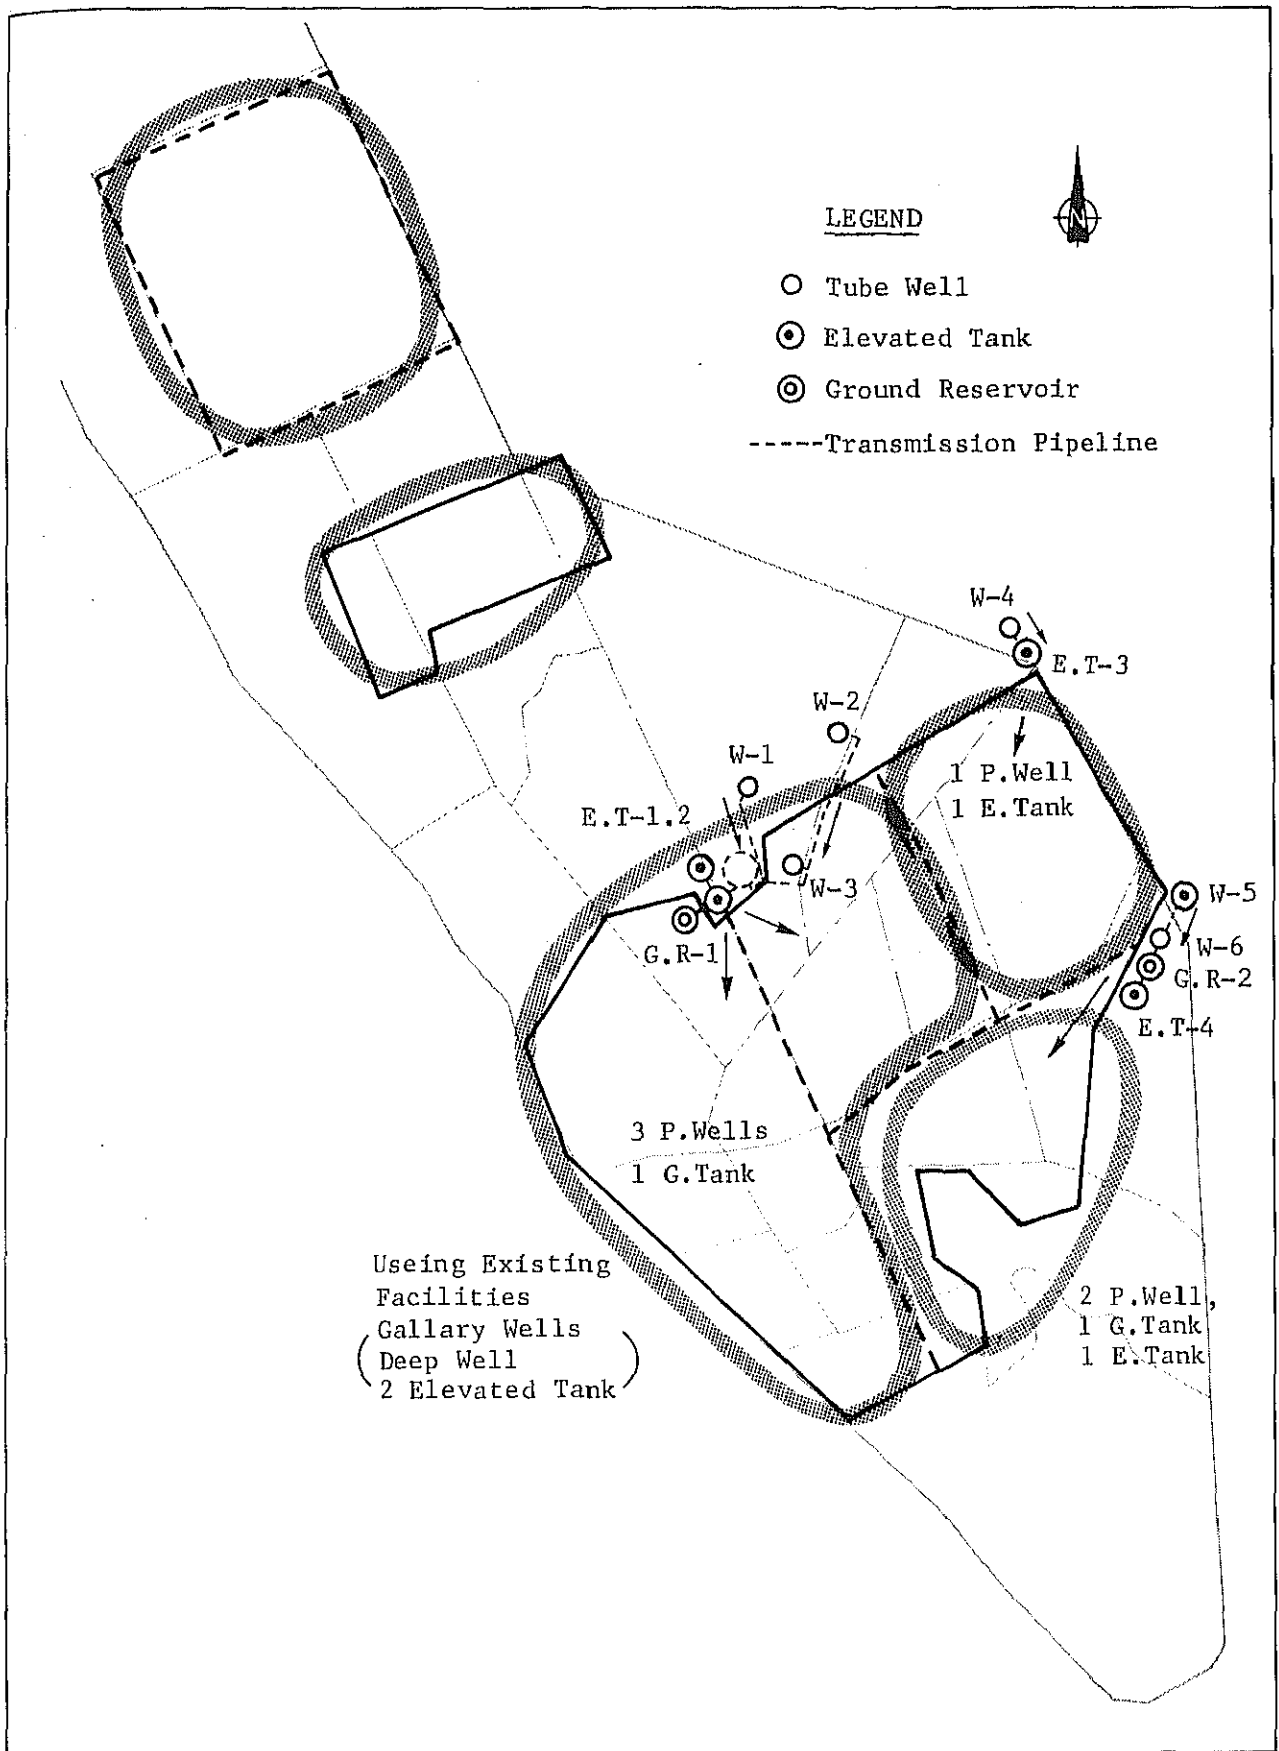 LEGEND
N
Tube Well
Elevated Tank
Ground Reservoir
Transmission Pipeline
W-4
E.T-3
W-2
W-1
1 P.Well
1 E.Tank
E.T-1.2
W-3
W-5
W-6
G.R-1
G.R-2
E.T-4
3 P.Wells
1 G.Tank
Useing Existing
Facilities
Gallary Wells
Deep Well
2 Elevated Tank
2 P.Well,
1 G.Tank
1 E.Tank